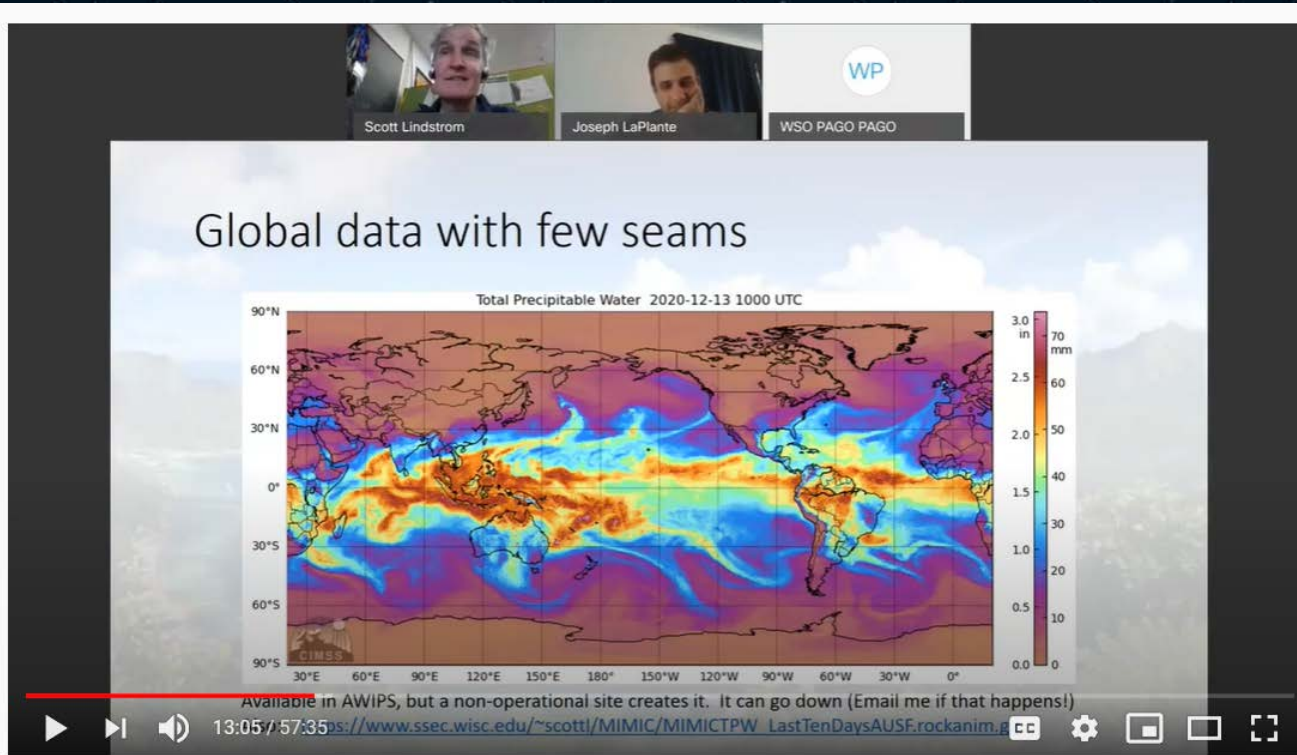 WP
Scott Lindstrom
Joseph LaPlante
WSO PAGO PAGO
Global data with few seams
Total Precipitable Water 2020-12-13 1000 UTC
90°N
60°N
30°N
0°
30°S
60°S
90°S
30°E 60°E 90°E 120°E 150°E 180° 150°W 120°W 90°W 60°W 30°W 0°
3.0 in
2.5
2.0
1.5
1.0
0.5
0.0
70 mm
60
50
40
30
20
10
0
CIMSS
Available in AWIPS, but a non-operational site creates it. It can go down (Email me if that happens!)
13:05 / 57:35
ps://www.ssec.wisc.edu/~scottl/MIMIC/MIMICTPW_LastTenDaysAUSF.rockanim.g
CC